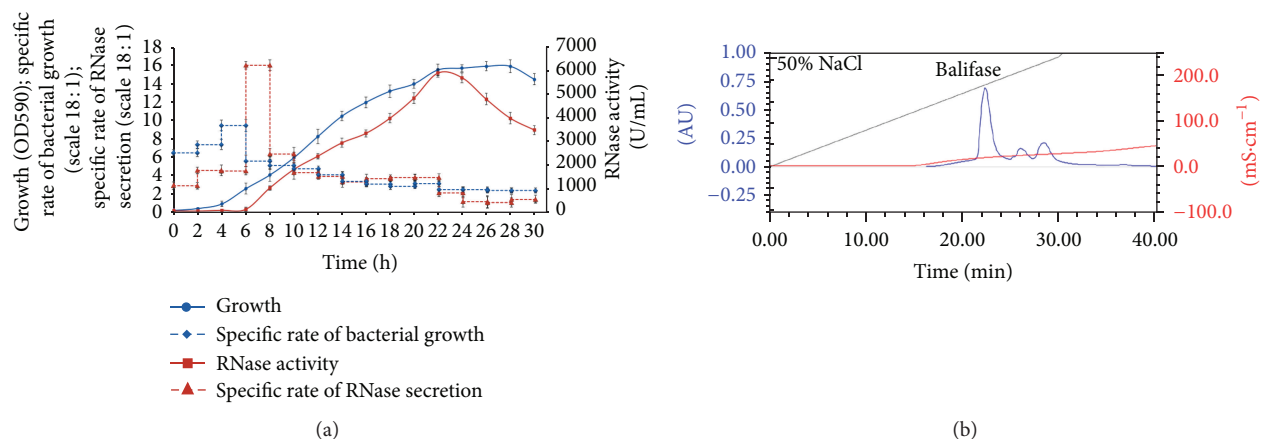 Growth (OD590); specific
rate of bacterial growth
(scale 18 : 1);
specific rate of RNase
secretion (scale 18 : 1)
18
16
14
12
10
8
6
4
2
0
7000
6000
5000
4000
3000
2000
1000
0
RNase activity
(U/mL)
0 2 4 6 8 10 12 14 16 18 20 22 24 26 28 30
Time (h)
Growth
Specific rate of bacterial growth
RNase activity
Specific rate of RNase secretion
(a)
(AU)
1.00
0.75
0.50
0.25
0.00
−0.25
50% NaCl
Balifase
200.0
100.0
0.0
−100.0
(mS·cm−1)
0.00 10.00 20.00 30.00 40.00
Time (min)
(b)